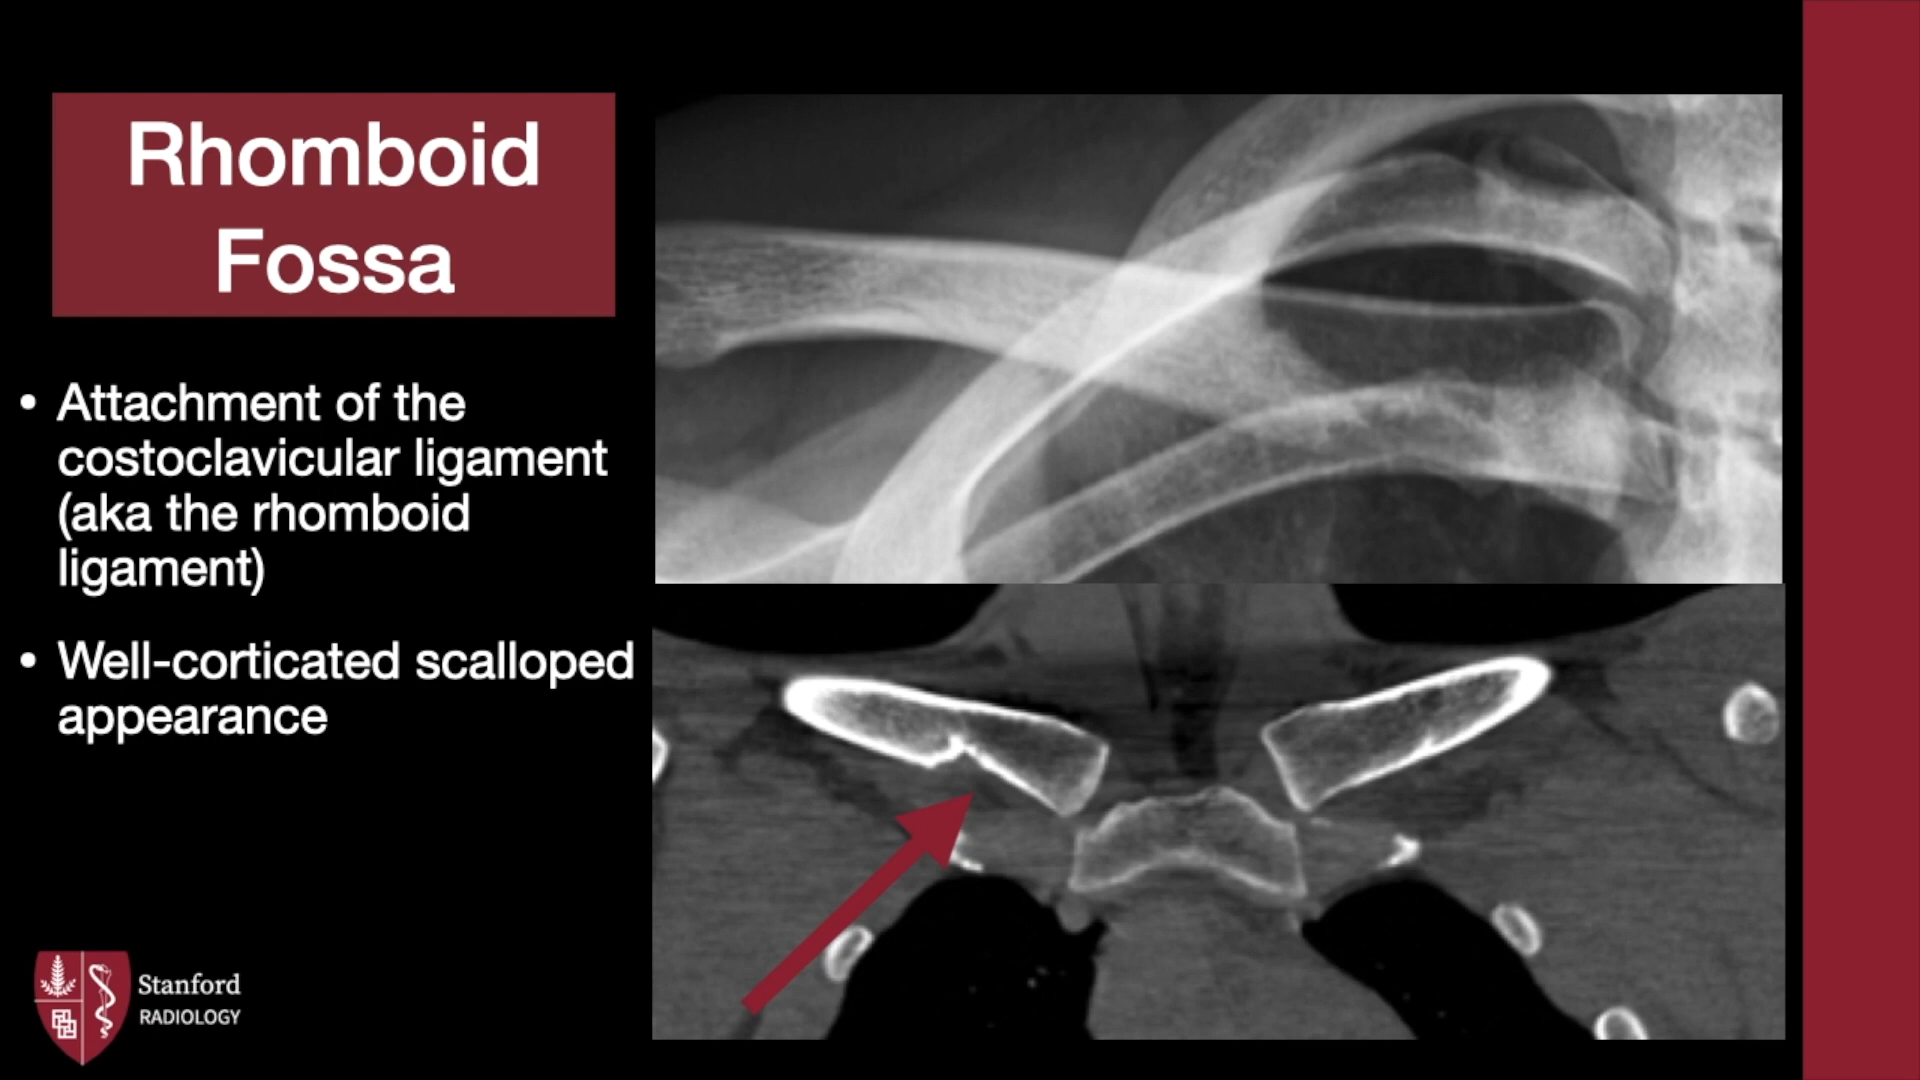 Rhomboid
Fossa
• Attachment of the
costoclavicular ligament
(aka the rhomboid
ligament)
• Well-corticated scalloped
appearance
Stanford
RADIOLOGY